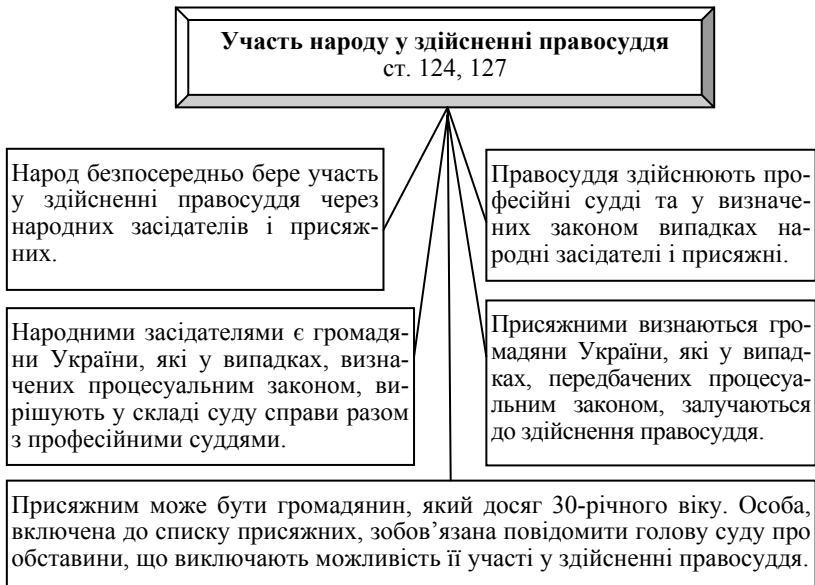 Участь народу у здійсненні правосуддя
ст. 124, 127
Народ безпосередньо бере участь
у здійсненні правосуддя через
народних засідателів і присяж-
них.
Правосуддя здійснюють про-
фесійні судді та у визначе-
них законом випадках на-
родні засідателі і присяжні.
Народними засідателями є громадя-
ни України, які у випадках, визна-
чених процесуальним законом, ви-
рішують у складі суду справи разом
з професійними суддями.
Присяжними визнаються гро-
мадяни України, які у випад-
ках, передбачених процесуа-
льним законом, залучаються
до здійснення правосуддя.
Присяжним може бути громадянин, який досяг 30-річного віку. Особа,
включена до списку присяжних, зобов’язана повідомити голову суду про
обставини, що виключають можливість її участі у здійсненні правосуддя.